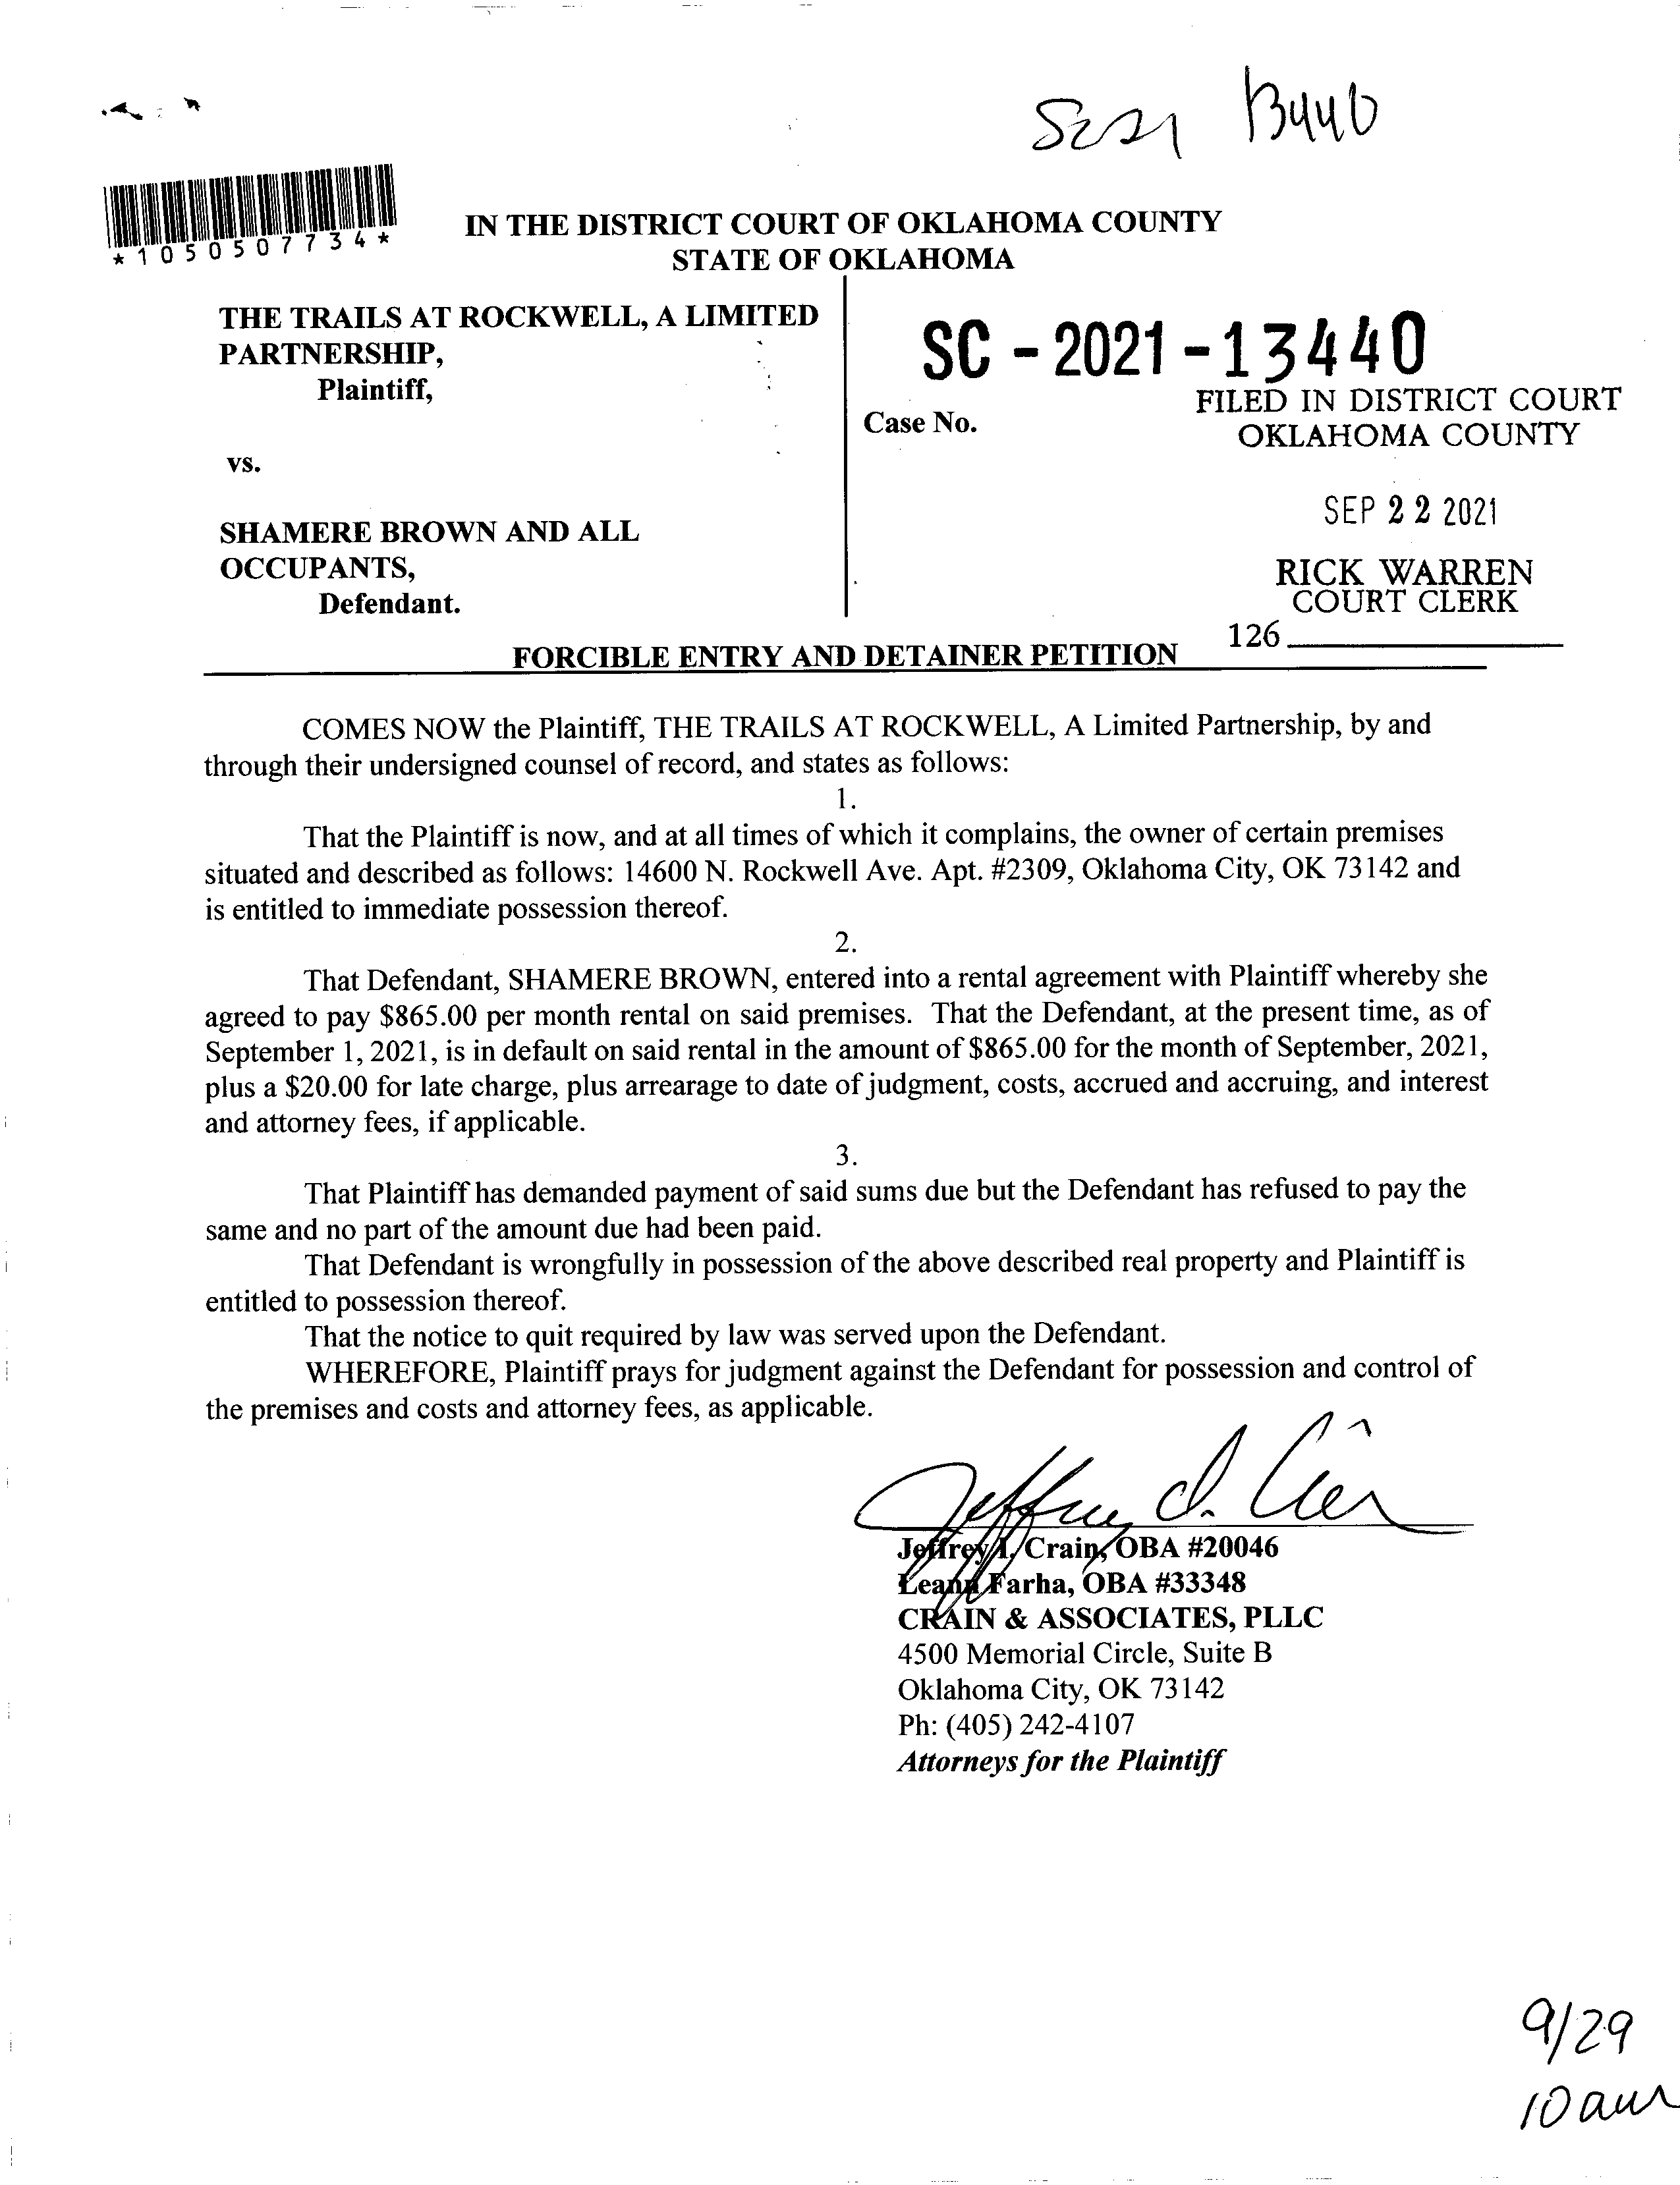 SC21 13440
*1050507734*
IN THE DISTRICT COURT OF OKLAHOMA COUNTY
STATE OF OKLAHOMA
THE TRAILS AT ROCKWELL, A LIMITED
PARTNERSHIP,
Plaintiff,
vs.
SHAMERE BROWN AND ALL
OCCUPANTS,
Defendant.
SC - 2021 - 13440
Case No.
FILED IN DISTRICT COURT
OKLAHOMA COUNTY
SEP 22 2021
RICK WARREN
COURT CLERK
126
FORCIBLE ENTRY AND DETAINER PETITION
COMES NOW the Plaintiff, THE TRAILS AT ROCKWELL, A Limited Partnership, by and
through their undersigned counsel of record, and states as follows:
1.
That the Plaintiff is now, and at all times of which it complains, the owner of certain premises
situated and described as follows: 14600 N. Rockwell Ave. Apt. #2309, Oklahoma City, OK 73142 and
is entitled to immediate possession thereof.
2.
That Defendant, SHAMERE BROWN, entered into a rental agreement with Plaintiff whereby she
agreed to pay $865.00 per month rental on said premises. That the Defendant, at the present time, as of
September 1, 2021, is in default on said rental in the amount of $865.00 for the month of September, 2021,
plus a $20.00 for late charge, plus arrearage to date of judgment, costs, accrued and accruing, and interest
and attorney fees, if applicable.
3.
That Plaintiff has demanded payment of said sums due but the Defendant has refused to pay the
same and no part of the amount due had been paid.
That Defendant is wrongfully in possession of the above described real property and Plaintiff is
entitled to possession thereof.
That the notice to quit required by law was served upon the Defendant.
WHEREFORE, Plaintiff prays for judgment against the Defendant for possession and control of
the premises and costs and attorney fees, as applicable.
Jeffrey I. Crain, OBA #20046
Leann Farha, OBA #33348
CRAIN & ASSOCIATES, PLLC
4500 Memorial Circle, Suite B
Oklahoma City, OK 73142
Ph: (405) 242-4107
Attorneys for the Plaintiff
9/29
10 am